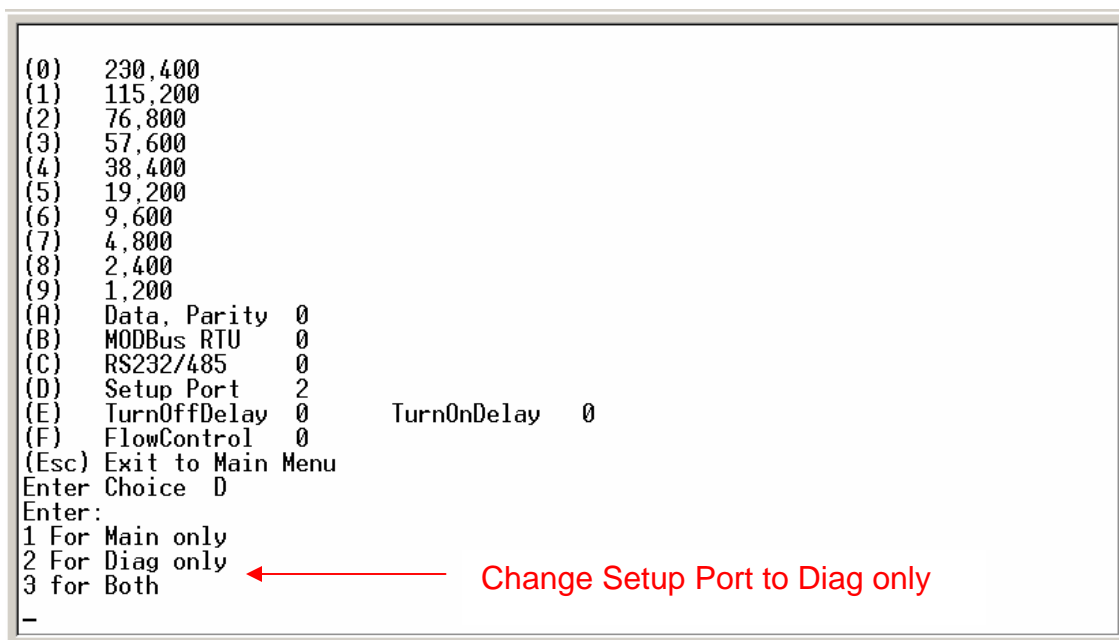 (0) 230,400
(1) 115,200
(2) 76,800
(3) 57,600
(4) 38,400
(5) 19,200
(6) 9,600
(7) 4,800
(8) 2,400
(9) 1,200
(A) Data, Parity 0
(B) MODBus RTU 0
(C) RS232/485 0
(D) Setup Port 2
(E) TurnOffDelay 0 TurnOnDelay 0
(F) FlowControl 0
(Esc) Exit to Main Menu
Enter Choice D
Enter:
1 For Main only
2 For Diag only
3 for Both
Change Setup Port to Diag only